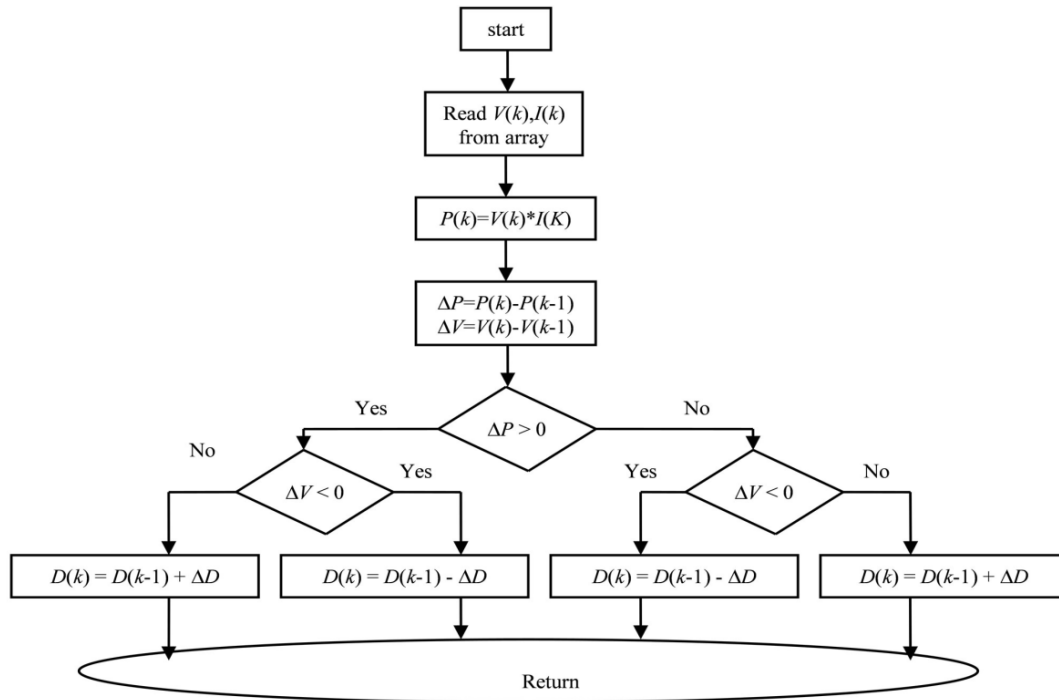 start
Read V(k),I(k)
from array
P(k)=V(k)*I(K)
ΔP=P(k)-P(k-1)
ΔV=V(k)-V(k-1)
Yes
No
ΔP > 0
No
Yes
Yes
No
ΔV < 0
ΔV < 0
D(k) = D(k-1) + ΔD
D(k) = D(k-1) - ΔD
D(k) = D(k-1) - ΔD
D(k) = D(k-1) + ΔD
Return